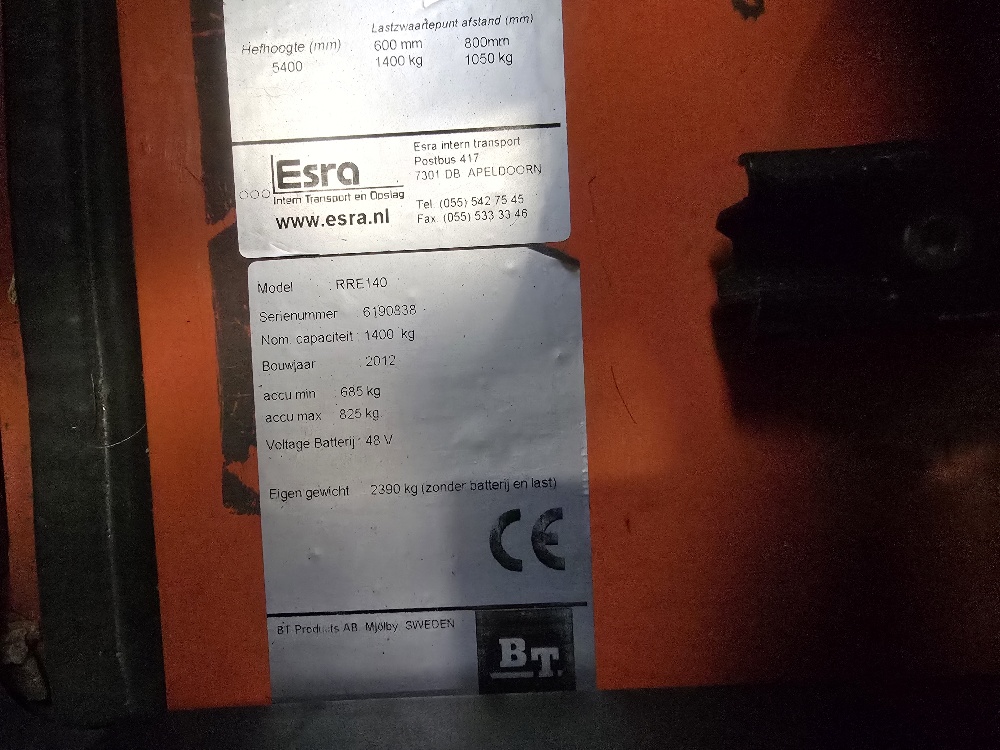 Lastzwaartepunt afstand (mm)
Hefhoogte (mm) 600 mm 800mm
5400 1400 kg 1050 kg
Esra
Intern Transport en Opslag
www.esra.nl
Esra intern transport
Postbus 417
7301 DB APELDOORN
Tel. (055) 542 75 45
Fax. (055) 533 33 46
Model : RRE140
Serienummer : 6190838
Nom. capaciteit : 1400 kg
Bouwjaar : 2012
accu min : 685 kg
accu max : 825 kg
Voltage Batterij : 48 V
Eigen gewicht : 2390 kg (zonder batterij en last)
CE
BT Products AB Mjölby SWEDEN
BT